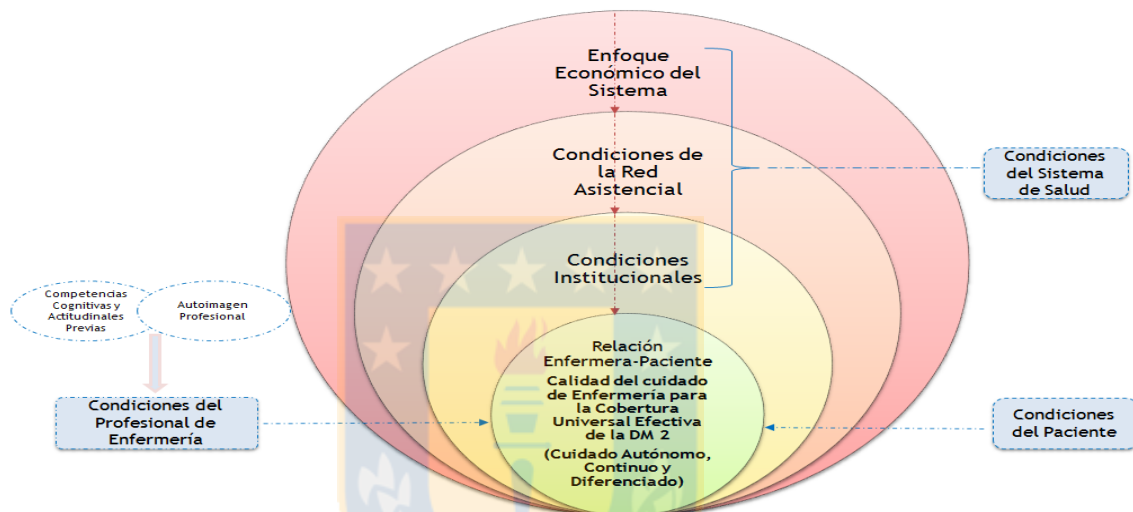 Enfoque
Económico del
Sistema
Condiciones de
la Red
Asistencial
Condiciones
del Sistema
de Salud
Condiciones
Institucionales
Competencias
Cognitivas y
Actitudinales
Previas
Autoimagen
Profesional
Relación
Enfermera-Paciente
Calidad del cuidado
de Enfermería para
la Cobertura
Universal Efectiva
de la DM 2
(Cuidado Autónomo,
Continuo y
Diferenciado)
Condiciones del
Profesional de
Enfermería
Condiciones
del Paciente